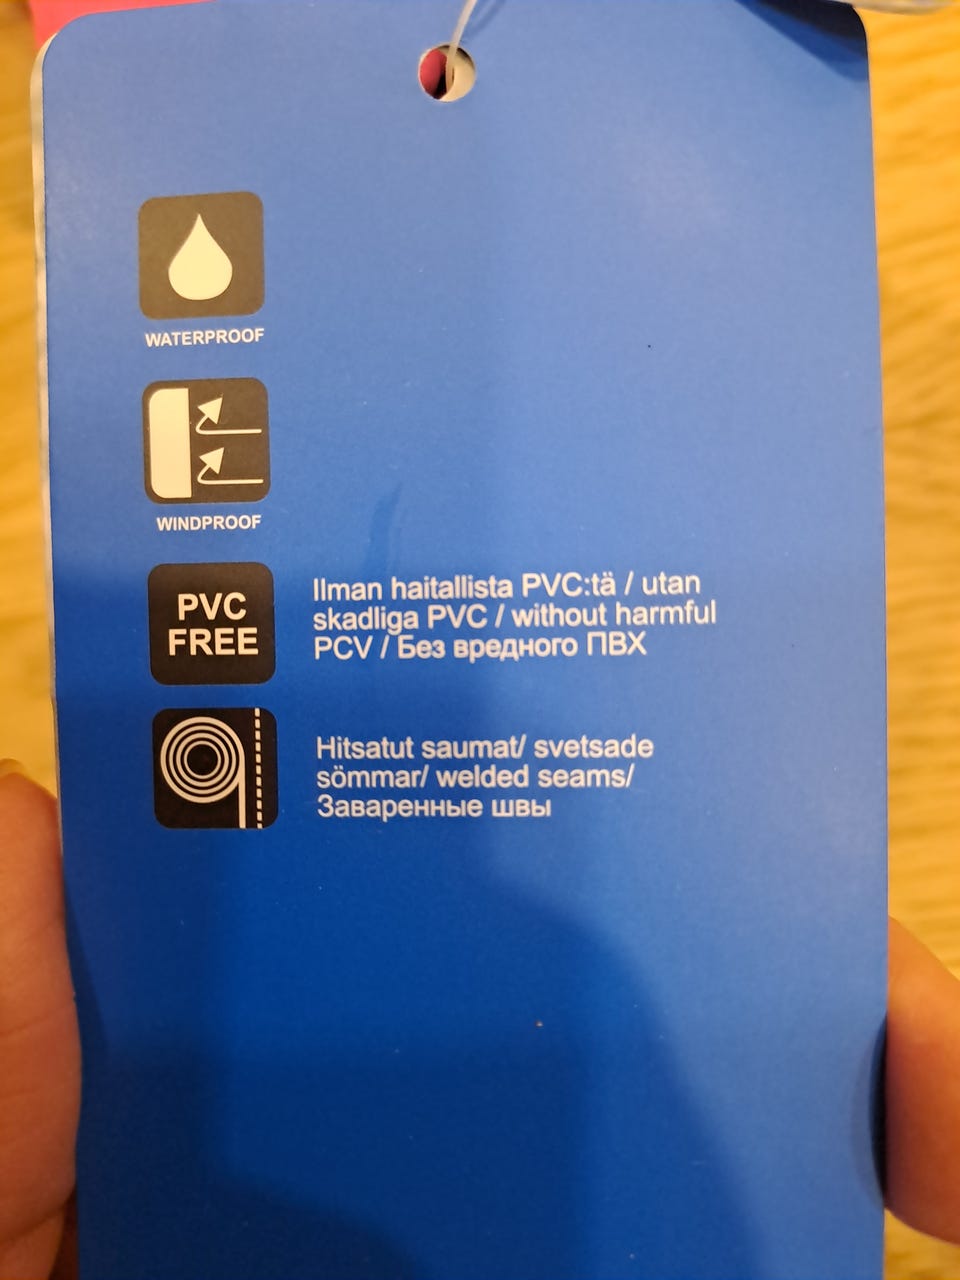 WATERPROOF
WINDPROOF
PVC
FREE
Ilman haitallista PVC:tä / utan
skadliga PVC / without harmful
PCV / Без вредного ПВХ
Hitsatut saumat/ svetsade
sömmar/ welded seams/
Заваренные швы